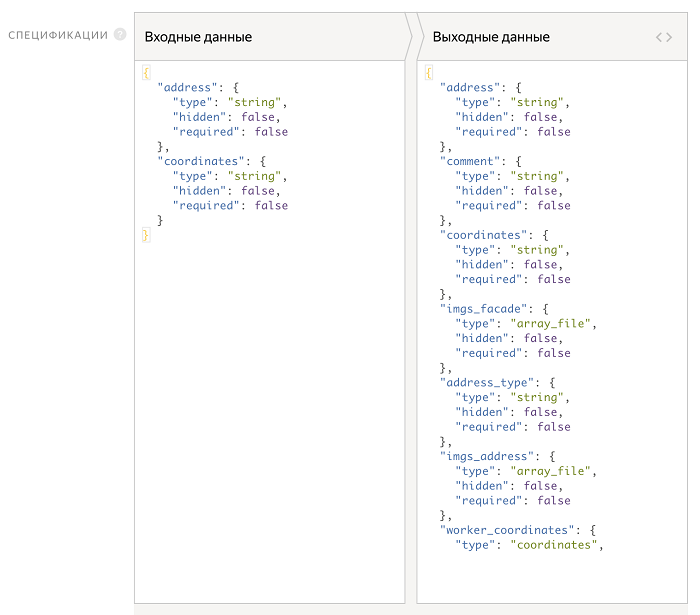 СПЕЦИФИКАЦИИ ?
Входные данные
{
"address": {
"type": "string",
"hidden": false,
"required": false
},
"coordinates": {
"type": "string",
"hidden": false,
"required": false
}
}
Выходные данные <>
{
"address": {
"type": "string",
"hidden": false,
"required": false
},
"comment": {
"type": "string",
"hidden": false,
"required": false
},
"coordinates": {
"type": "string",
"hidden": false,
"required": false
},
"imgs_facade": {
"type": "array_file",
"hidden": false,
"required": false
},
"address_type": {
"type": "string",
"hidden": false,
"required": false
},
"imgs_address": {
"type": "array_file",
"hidden": false,
"required": false
},
"worker_coordinates": {
"type": "coordinates",